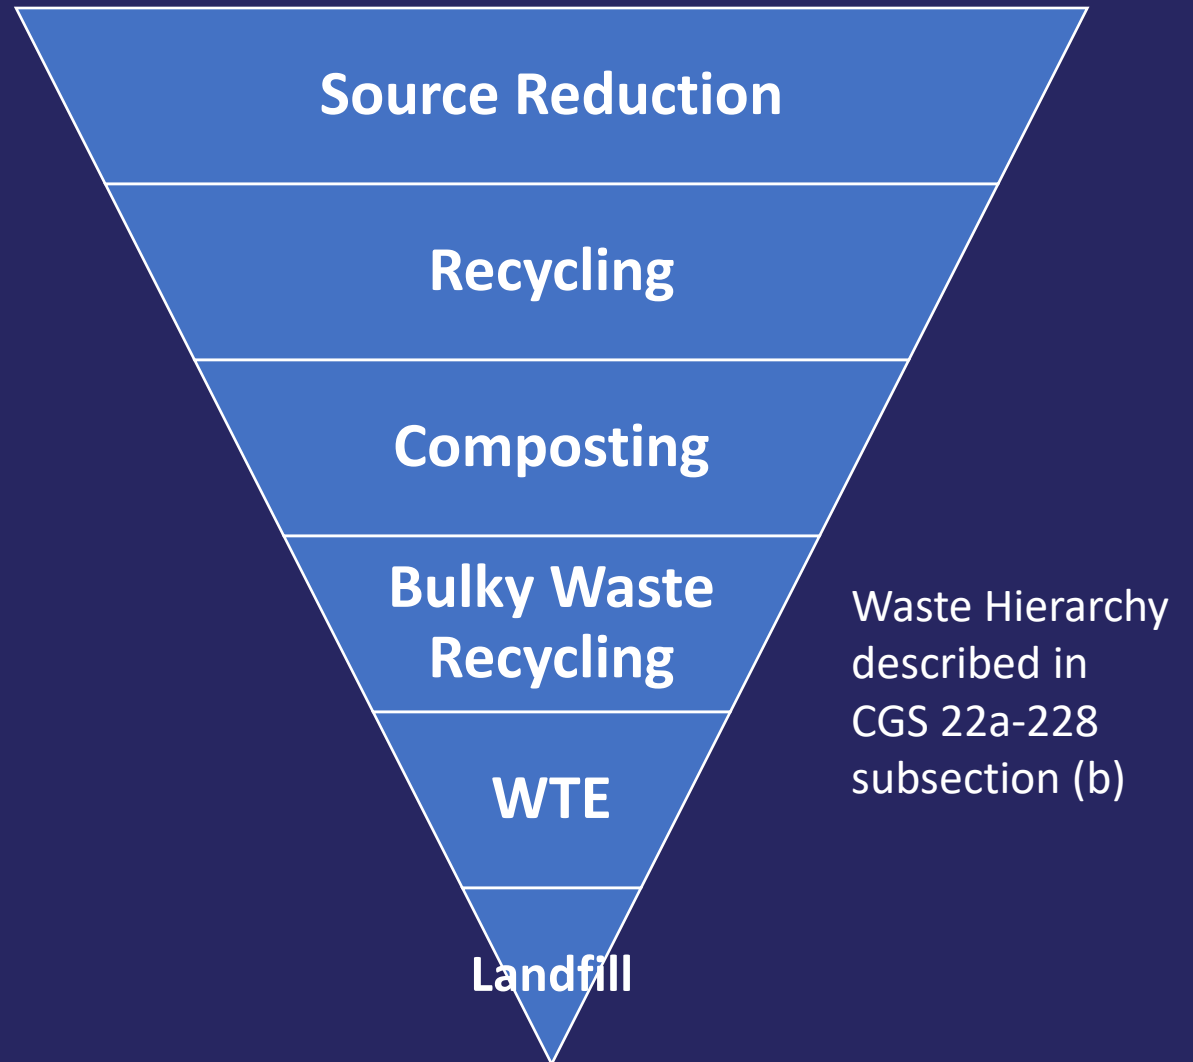 Source Reduction
Recycling
Composting
Bulky Waste
Recycling
WTE
Landfill
Waste Hierarchy
described in
CGS 22a-228
subsection (b)